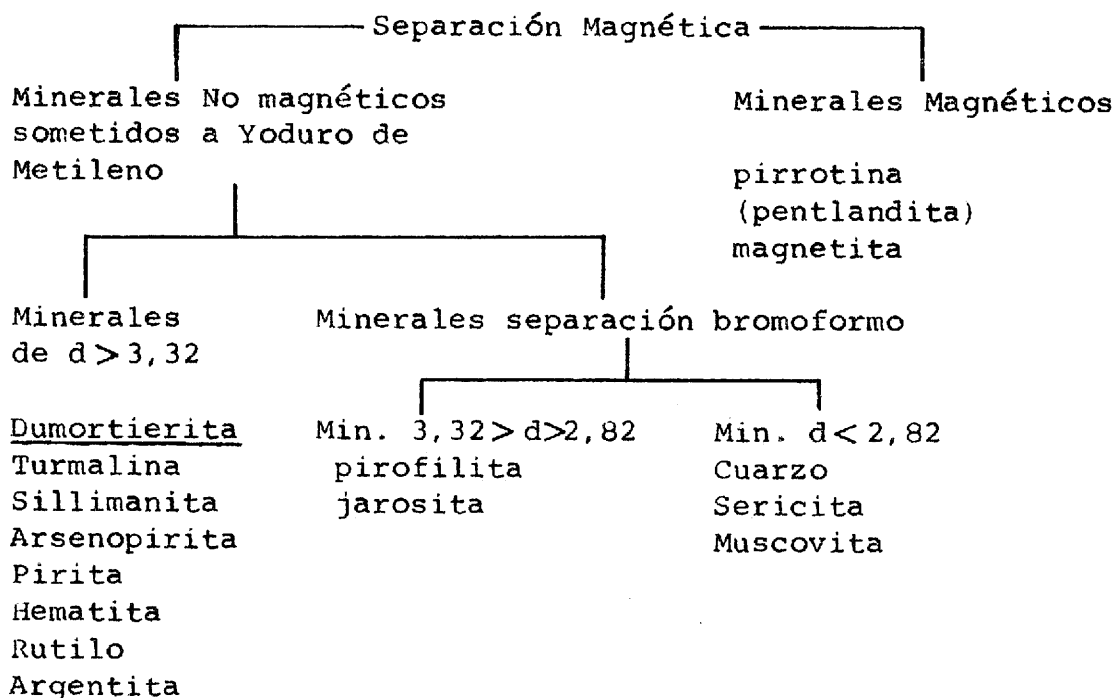 Separación Magnética
Minerales No magnéticos
sometidos a Yoduro de
Metileno
Minerales Magnéticos
pirrotina
(pentlandita)
magnetita
Minerales
de d > 3,32
Dumortierita
Turmalina
Sillimanita
Arsenopirita
Pirita
Hematita
Rutilo
Argentita
Minerales separación bromoformo
Min. 3,32> d>2,82
pirofilita
jarosita
Min. d< 2,82
Cuarzo
Sericita
Muscovita